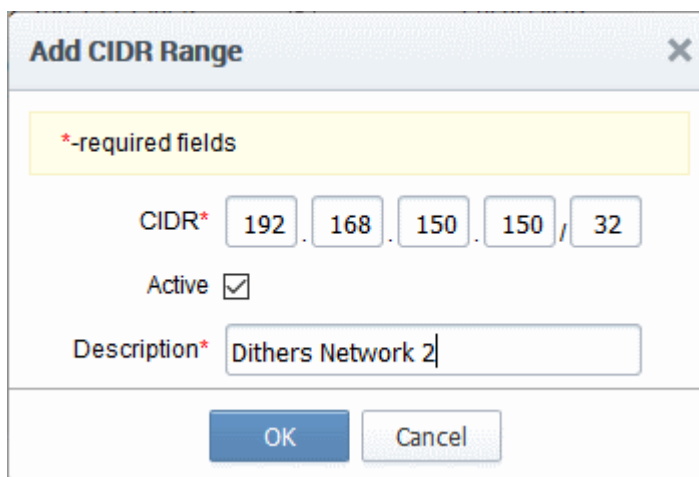 Add CIDR Range
*-required fields
CIDR* 192 . 168 . 150 . 150 / 32
Active
Description* Dithers Network 2
OK Cancel